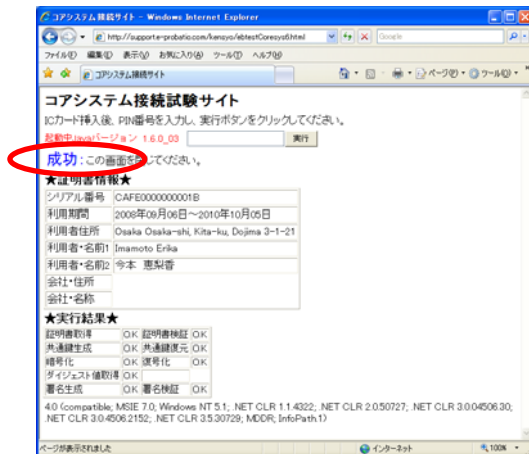 コアシステム接続サイト - Windows Internet Explorer
http://supporte-probatio.com/kensyo/ebtestCoresys6.html
Google
ファイル(F) 編集(E) 表示(V) お気に入り(A) ツール(T) ヘルプ(H)
コアシステム接続サイト
ページ(P) ツール(O)
コアシステム接続試験サイト
ICカード挿入後、PIN番号を入力し、実行ボタンをクリックしてください。
起動中Javaバージョン 1.6.0_03 実行
成功:この画面を閉じてください。
★証明書情報★
シリアル番号 CAFE0000000001B
利用期間 2008年09月06日~2010年10月05日
利用者住所 Osaka Osaka-shi, Kita-ku, Dojima 3-1-21
利用者・名前1 Imamoto Erika
利用者・名前2 今本 恵梨香
会社・住所
会社・名称
★実行結果★
証明書取得 OK 証明書検証 OK
共通鍵生成 OK 共通鍵復元 OK
暗号化 OK 復号化 OK
ダイジェスト値取得 OK
署名生成 OK 署名検証 OK
4.0 (compatible; MSIE 7.0; Windows NT 5.1; .NET CLR 1.1.4322; .NET CLR 2.0.50727; .NET CLR 3.0.04506.30;
.NET CLR 3.0.4506.2152; .NET CLR 3.5.30729; MDDR; InfoPath.1)
ページが表示されました インターネット 100%